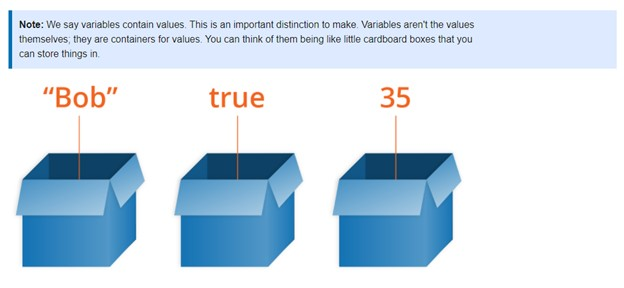 Note: We say variables contain values. This is an important distinction to make. Variables aren't the values
themselves; they are containers for values. You can think of them being like little cardboard boxes that you
can store things in.
“Bob” true 35